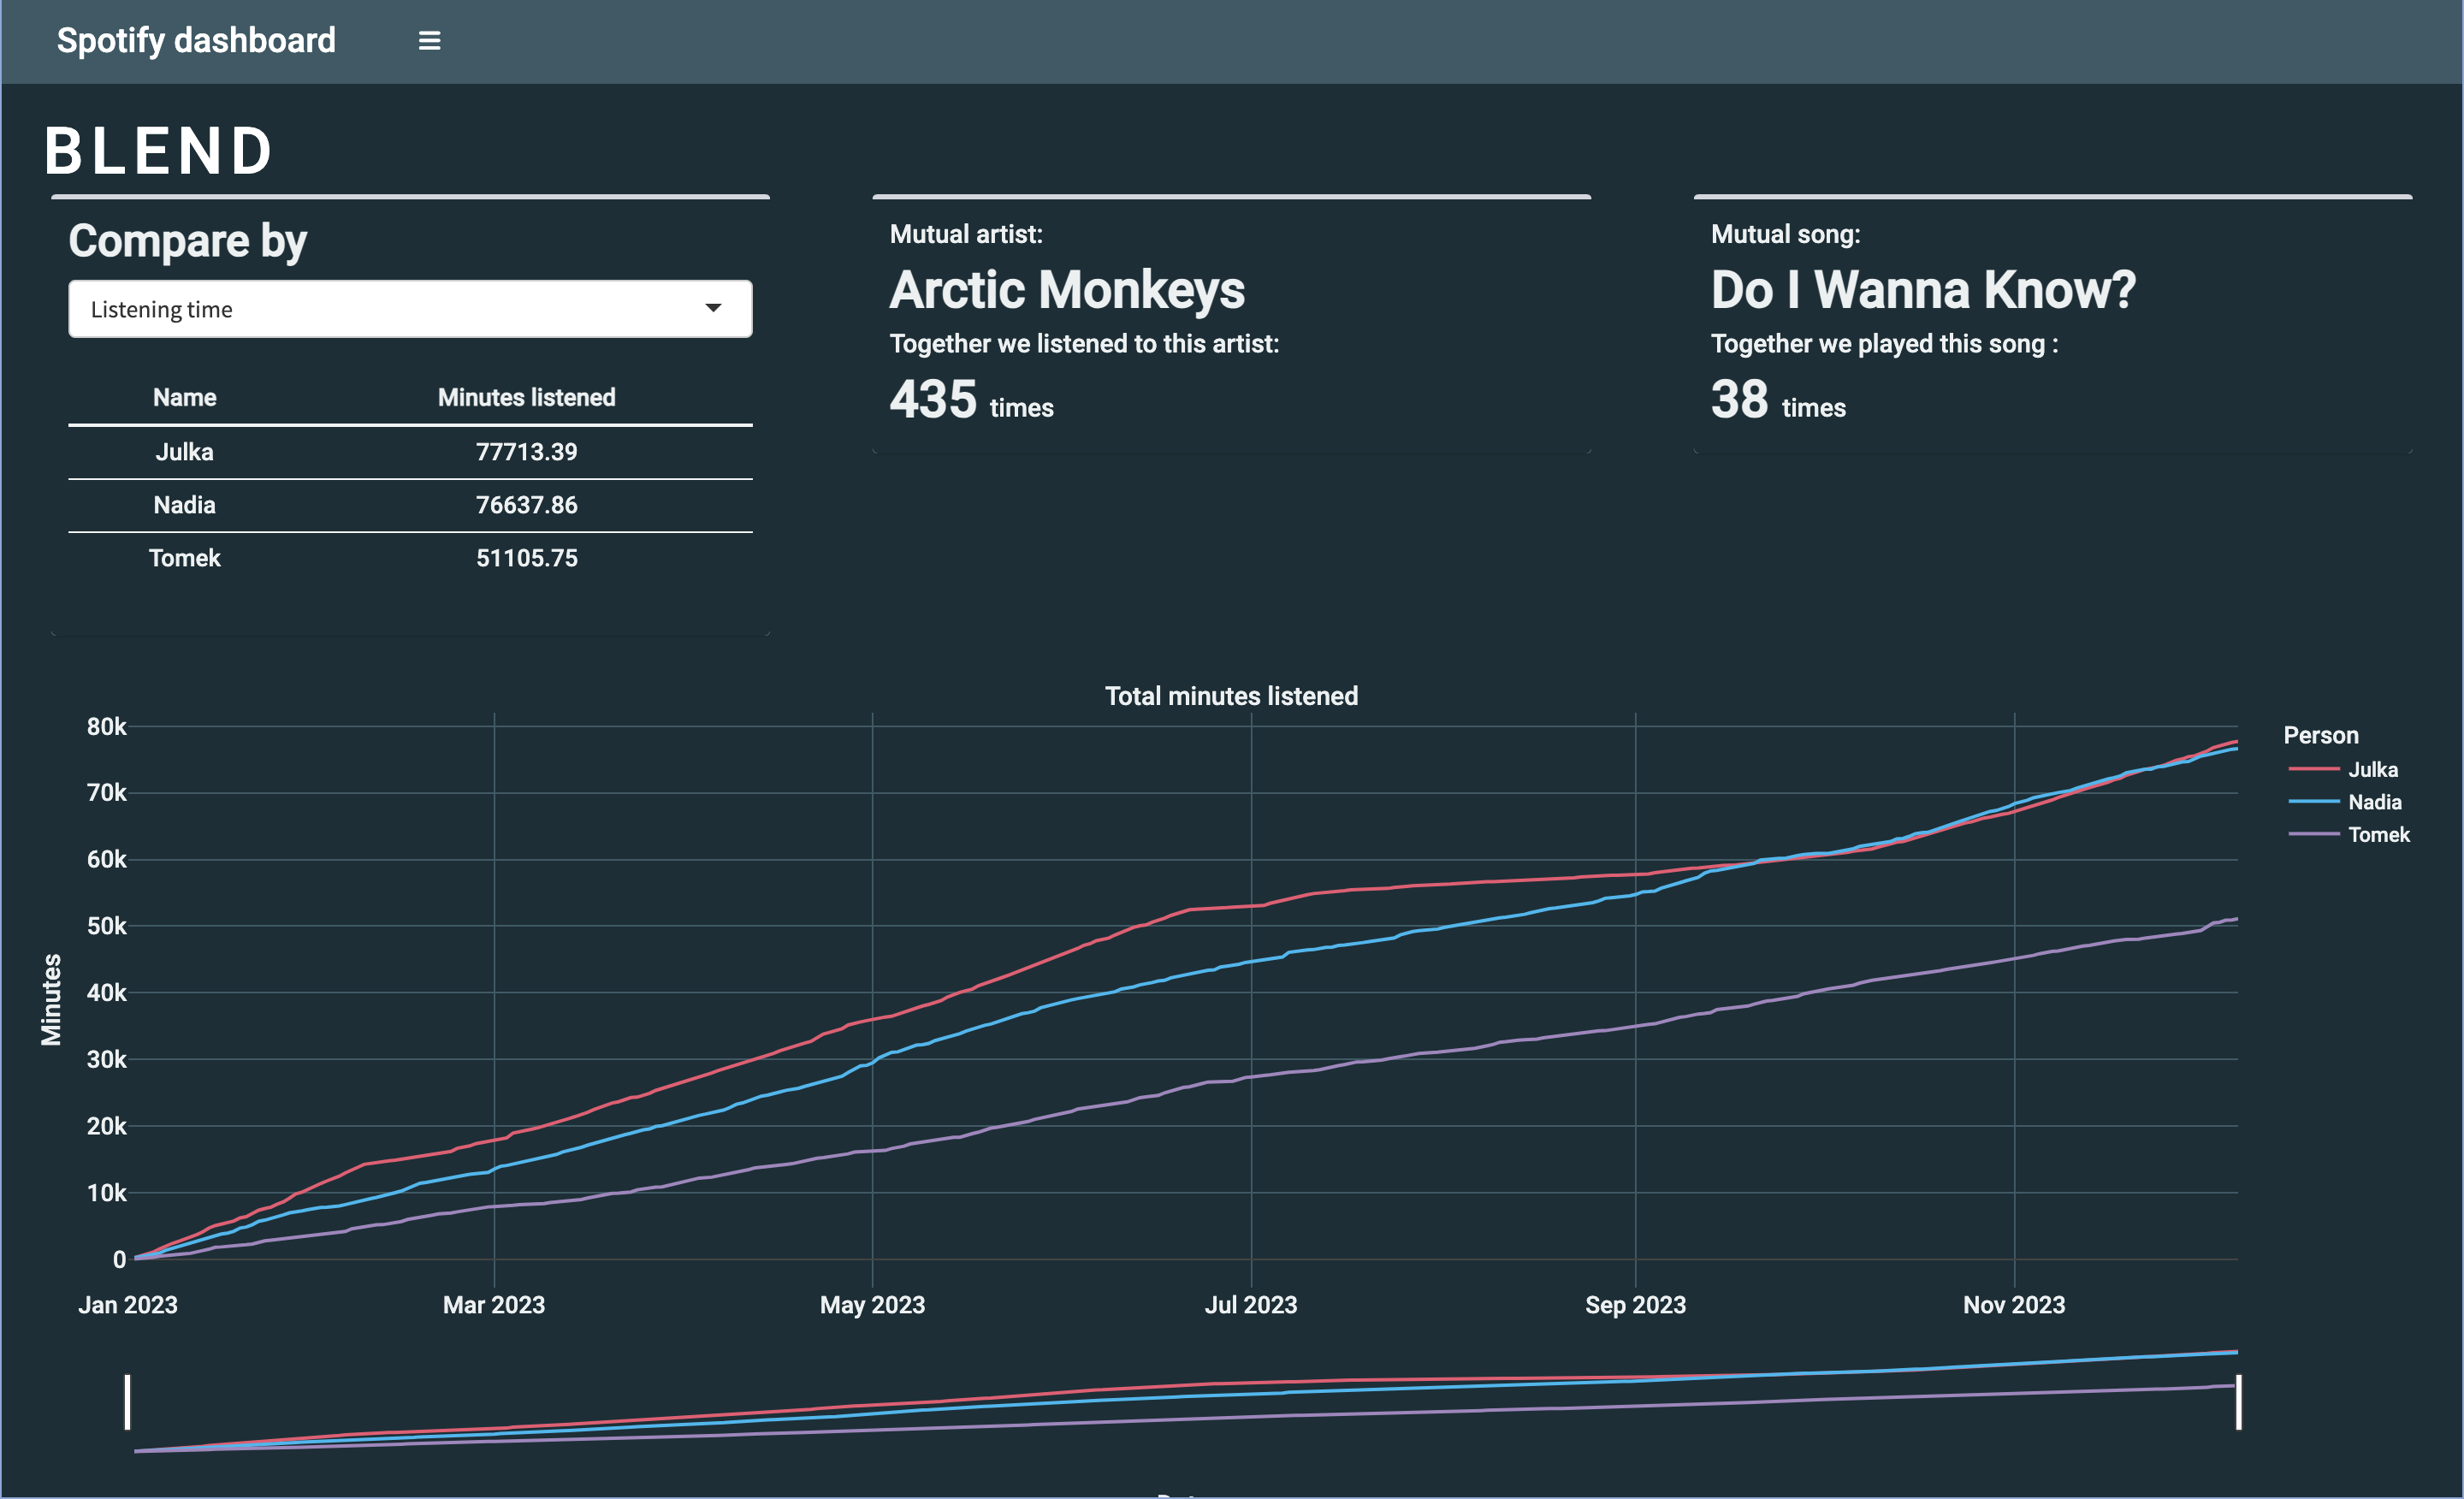 Spotify dashboard
BLEND
Compare by
Listening time
Name Minutes listened
Julka 77713.39
Nadia 76637.86
Tomek 51105.75
Mutual artist:
Arctic Monkeys
Together we listened to this artist:
435 times
Mutual song:
Do I Wanna Know?
Together we played this song :
38 times
Total minutes listened
80k
70k
60k
50k
40k
30k
20k
10k
0
Minutes
Jan 2023 Mar 2023 May 2023 Jul 2023 Sep 2023 Nov 2023
Person
Julka
Nadia
Tomek